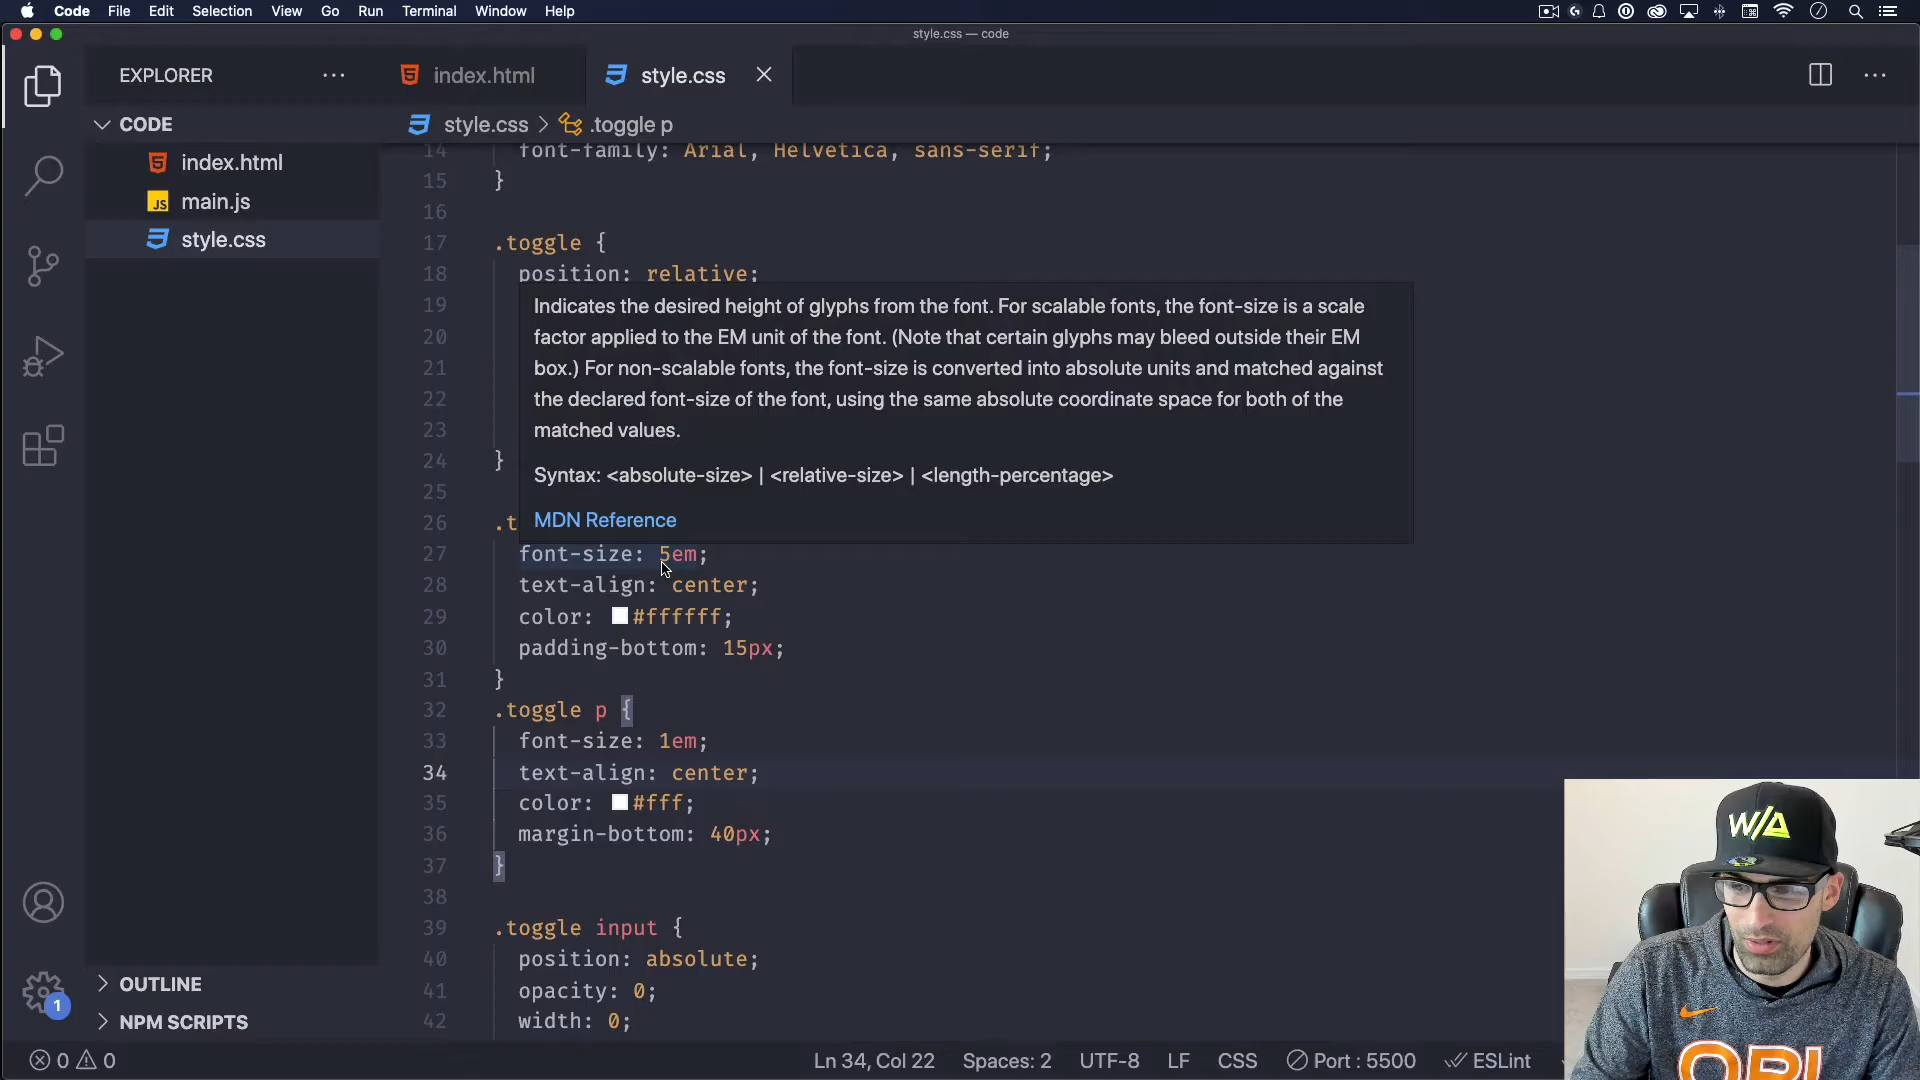 Code File Edit Selection View Go Run Terminal Window Help
style.css — code
EXPLORER
index.html
style.css
CODE
style.css > .toggle p
index.html
main.js
style.css
14 font-family: Arial, Helvetica, sans-serif;
15 }
16
17 .toggle {
18 position: relative;
19
20
21
22
23
24 }
25
26 .t
Indicates the desired height of glyphs from the font. For scalable fonts, the font-size is a scale
factor applied to the EM unit of the font. (Note that certain glyphs may bleed outside their EM
box.) For non-scalable fonts, the font-size is converted into absolute units and matched against
the declared font-size of the font, using the same absolute coordinate space for both of the
matched values.
Syntax: <absolute-size> | <relative-size> | <length-percentage>
MDN Reference
27 font-size: 5em;
28 text-align: center;
29 color: #ffffff;
30 padding-bottom: 15px;
31 }
32 .toggle p {
33 font-size: 1em;
34 text-align: center;
35 color: #fff;
36 margin-bottom: 40px;
37 }
38
39 .toggle input {
40 position: absolute;
41 opacity: 0;
42 width: 0;
OUTLINE
NPM SCRIPTS
1
0 0
Ln 34, Col 22 Spaces: 2 UTF-8 LF CSS Port : 5500 ESLint
W/A